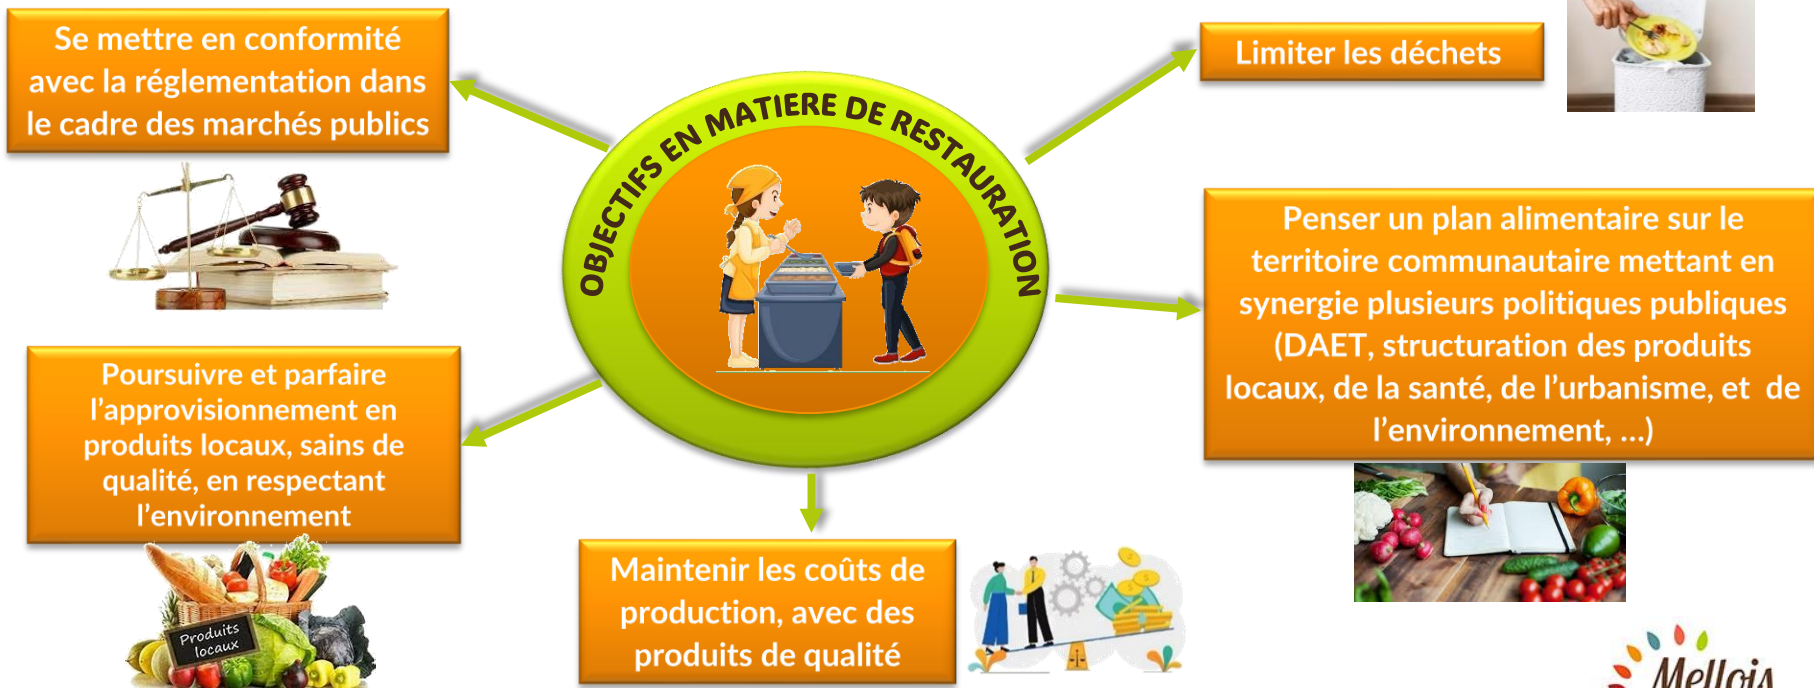 Se mettre en conformité
avec la réglementation dans
le cadre des marchés publics
Limiter les déchets
OBJECTIFS EN MATIERE DE RESTAURATION
Penser un plan alimentaire sur le
territoire communautaire mettant en
synergie plusieurs politiques publiques
(DAET, structuration des produits
locaux, de la santé, de l’urbanisme, et de
l’environnement, ...)
Poursuivre et parfaire
l’approvisionnement en
produits locaux, sains de
qualité, en respectant
l’environnement
Produits
locaux
Maintenir les coûts de
production, avec des
produits de qualité
Mellois